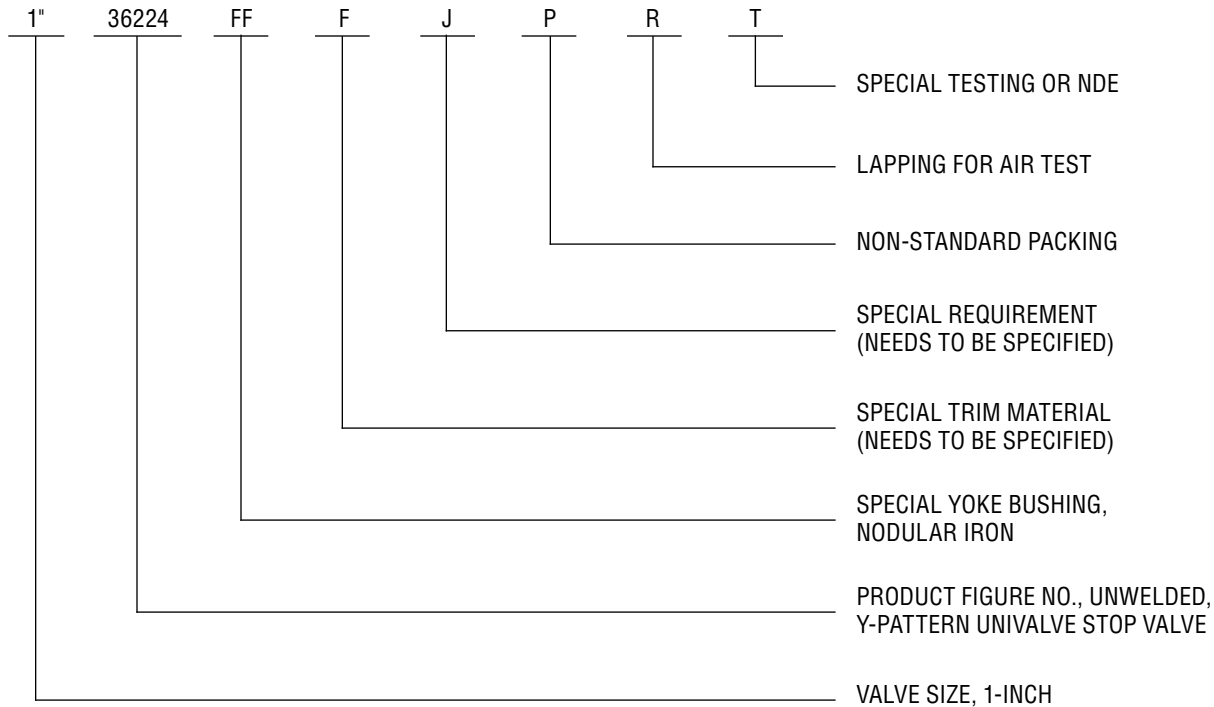 1" 36224 FF F J P R T
SPECIAL TESTING OR NDE
LAPPING FOR AIR TEST
NON-STANDARD PACKING
SPECIAL REQUIREMENT
(NEEDS TO BE SPECIFIED)
SPECIAL TRIM MATERIAL
(NEEDS TO BE SPECIFIED)
SPECIAL YOKE BUSHING,
NODULAR IRON
PRODUCT FIGURE NO., UNWELDED,
Y-PATTERN UNIVALVE STOP VALVE
VALVE SIZE, 1-INCH